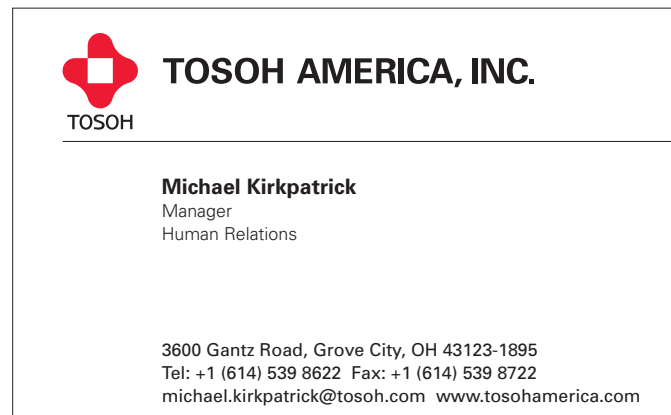 TOSOH AMERICA, INC.
TOSOH
Michael Kirkpatrick
Manager
Human Relations
3600 Gantz Road, Grove City, OH 43123-1895
Tel: +1 (614) 539 8622 Fax: +1 (614) 539 8722
michael.kirkpatrick@tosoh.com www.tosohamerica.com